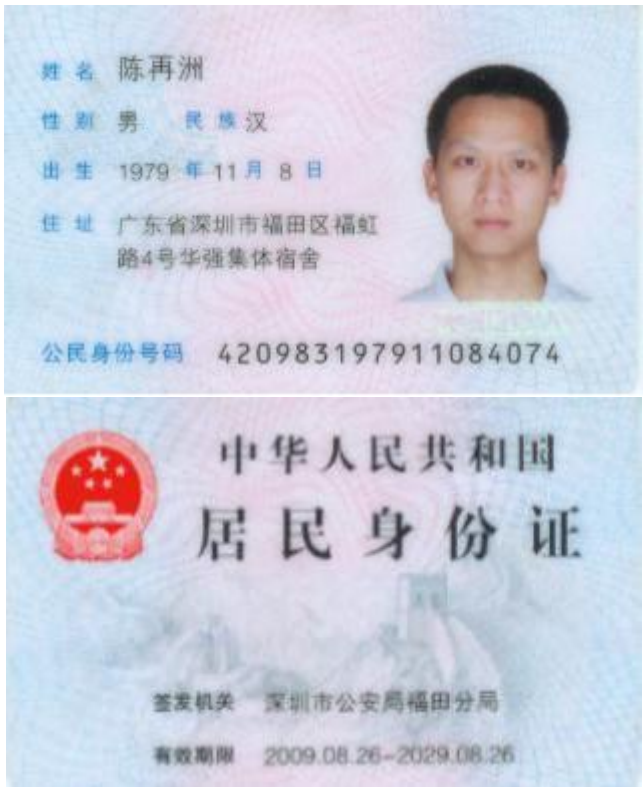 姓名 陈再洲
性别 男 民族 汉
出生 1979 年 11 月 8 日
住址 广东省深圳市福田区福虹
路4号华强集体宿舍
公民身份号码 420983197911084074
中华人民共和国
居民身份证
签发机关 深圳市公安局福田分局
有效期限 2009.08.26-2029.08.26